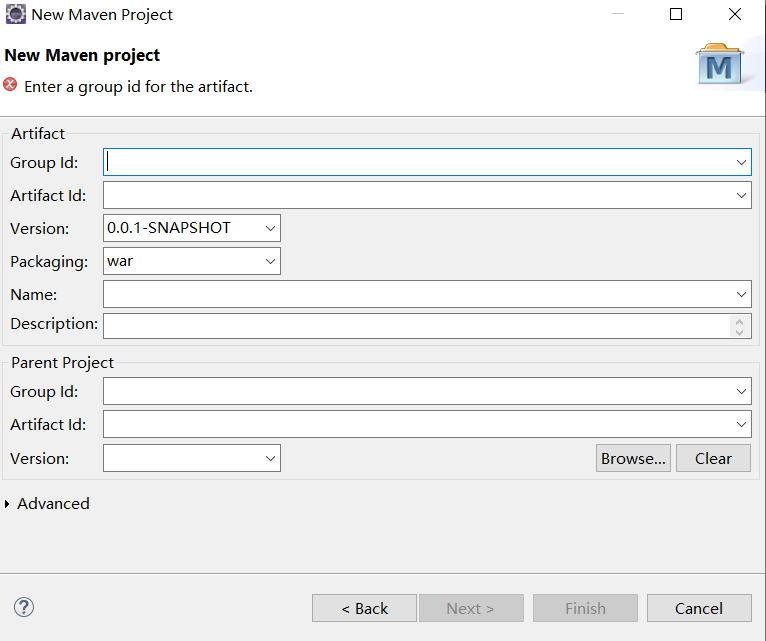 New Maven Project
New Maven project
Enter a group id for the artifact.
M
Artifact
Group Id:
Artifact Id:
Version: 0.0.1-SNAPSHOT
Packaging: war
Name:
Description:
Parent Project
Group Id:
Artifact Id:
Version: Browse... Clear
Advanced
? < Back Next > Finish Cancel